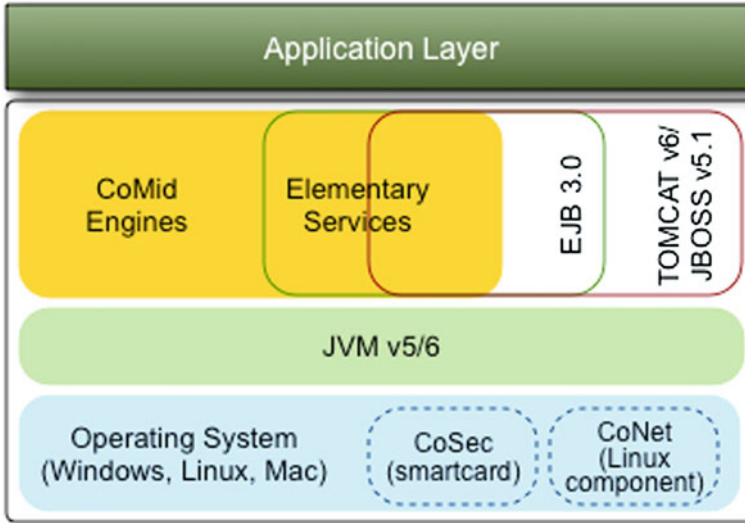 Application Layer
CoMid
Engines
Elementary
Services
EJB 3.0
TOMCAT v6/
JBOSS v5.1
JVM v5/6
Operating System
(Windows, Linux, Mac)
CoSec
(smartcard)
CoNet
(Linux
component)